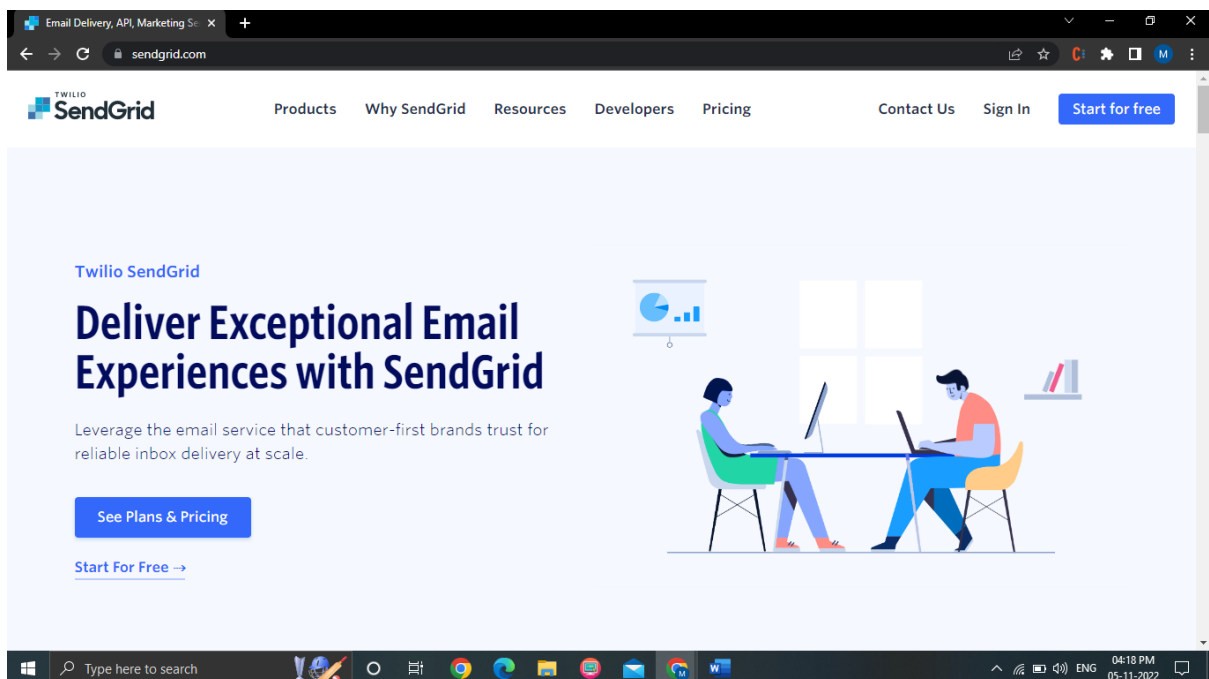 Email Delivery, API, Marketing Se
sendgrid.com
M
TWILIO
SendGrid
Products Why SendGrid Resources Developers Pricing Contact Us Sign In Start for free
Twilio SendGrid
Deliver Exceptional Email
Experiences with SendGrid
Leverage the email service that customer-first brands trust for
reliable inbox delivery at scale.
See Plans & Pricing
Start For Free →
Type here to search
ENG
04:18 PM
05-11-2022